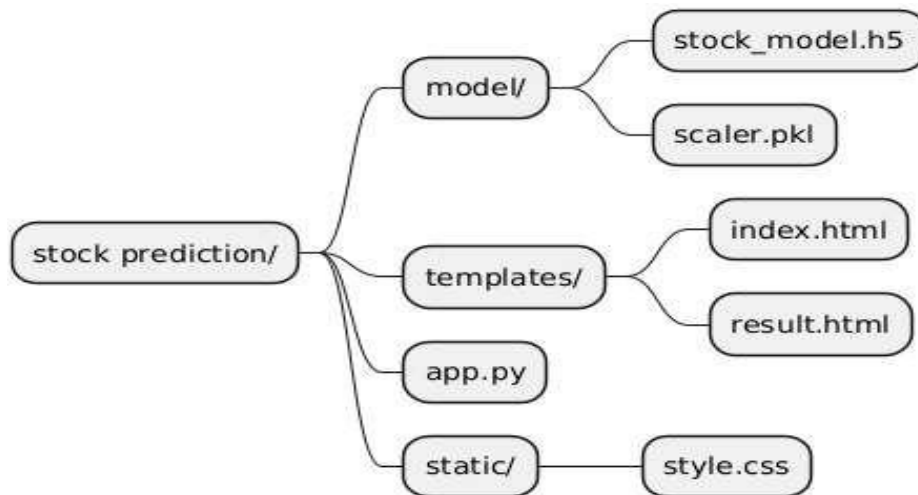 stock prediction/
model/
stock_model.h5
scaler.pkl
templates/
index.html
result.html
app.py
static/
style.css